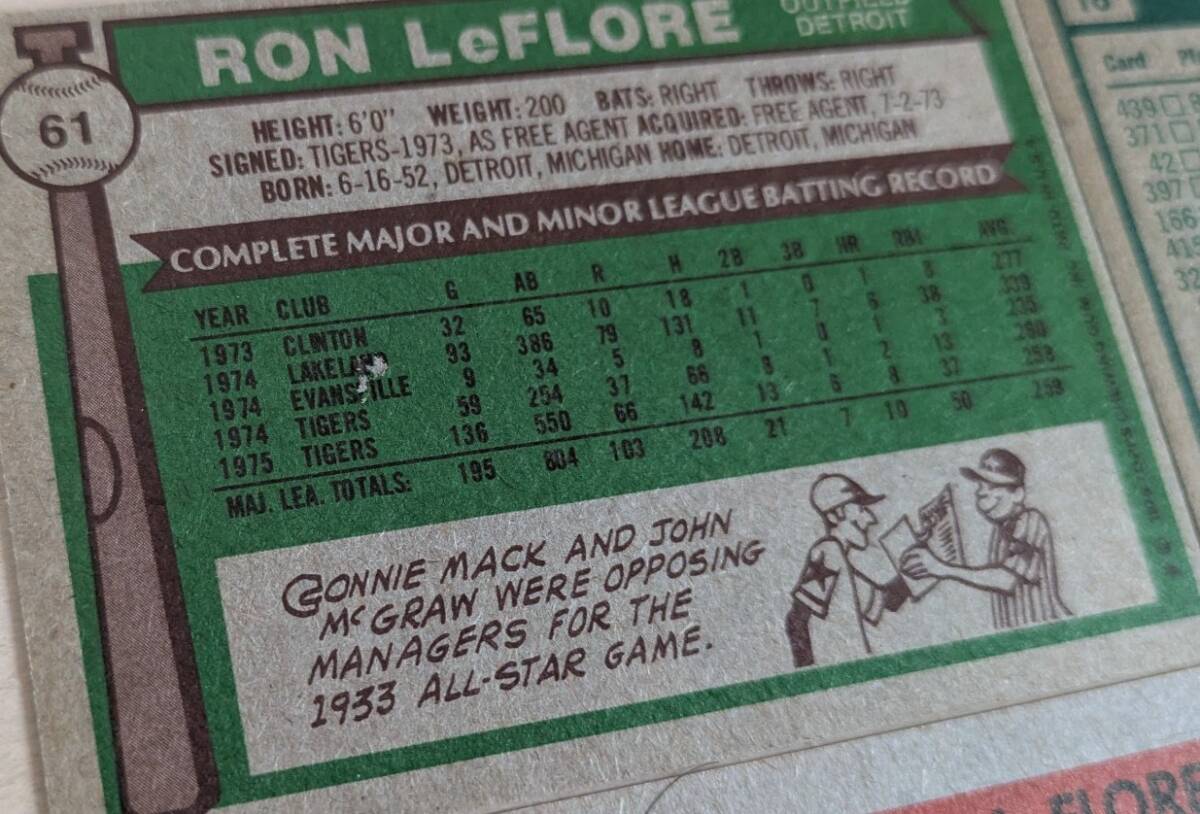 RON LeFLORE
OUTFIELD
DETROIT
61
HEIGHT: 6'0" WEIGHT: 200 BATS: RIGHT THROWS: RIGHT
SIGNED: TIGERS-1973, AS FREE AGENT ACQUIRED: FREE AGENT, 7-2-73
BORN: 6-16-52, DETROIT, MICHIGAN HOME: DETROIT, MICHIGAN
COMPLETE MAJOR AND MINOR LEAGUE BATTING RECORD
YEAR CLUB G AB R H 2B 3B HR RBI AVG.
1973 CLINTON 32 65 10 18 1 0 1 8 .277
1974 LAKELAND 93 386 79 131 11 7 6 38 .339
1974 EVANSVILLE 9 34 5 8 1 0 1 .235
1974 TIGERS 59 254 37 66 8 1 2 13 .260
1975 TIGERS 136 550 66 142 13 6 8 37 .258
MAJ. LEA. TOTALS: 195 804 103 208 21 7 10 50 .259
CONNIE MACK AND JOHN
McGRAW WERE OPPOSING
MANAGERS FOR THE
1933 ALL-STAR GAME.
Card
439
371
42
397
FLORE